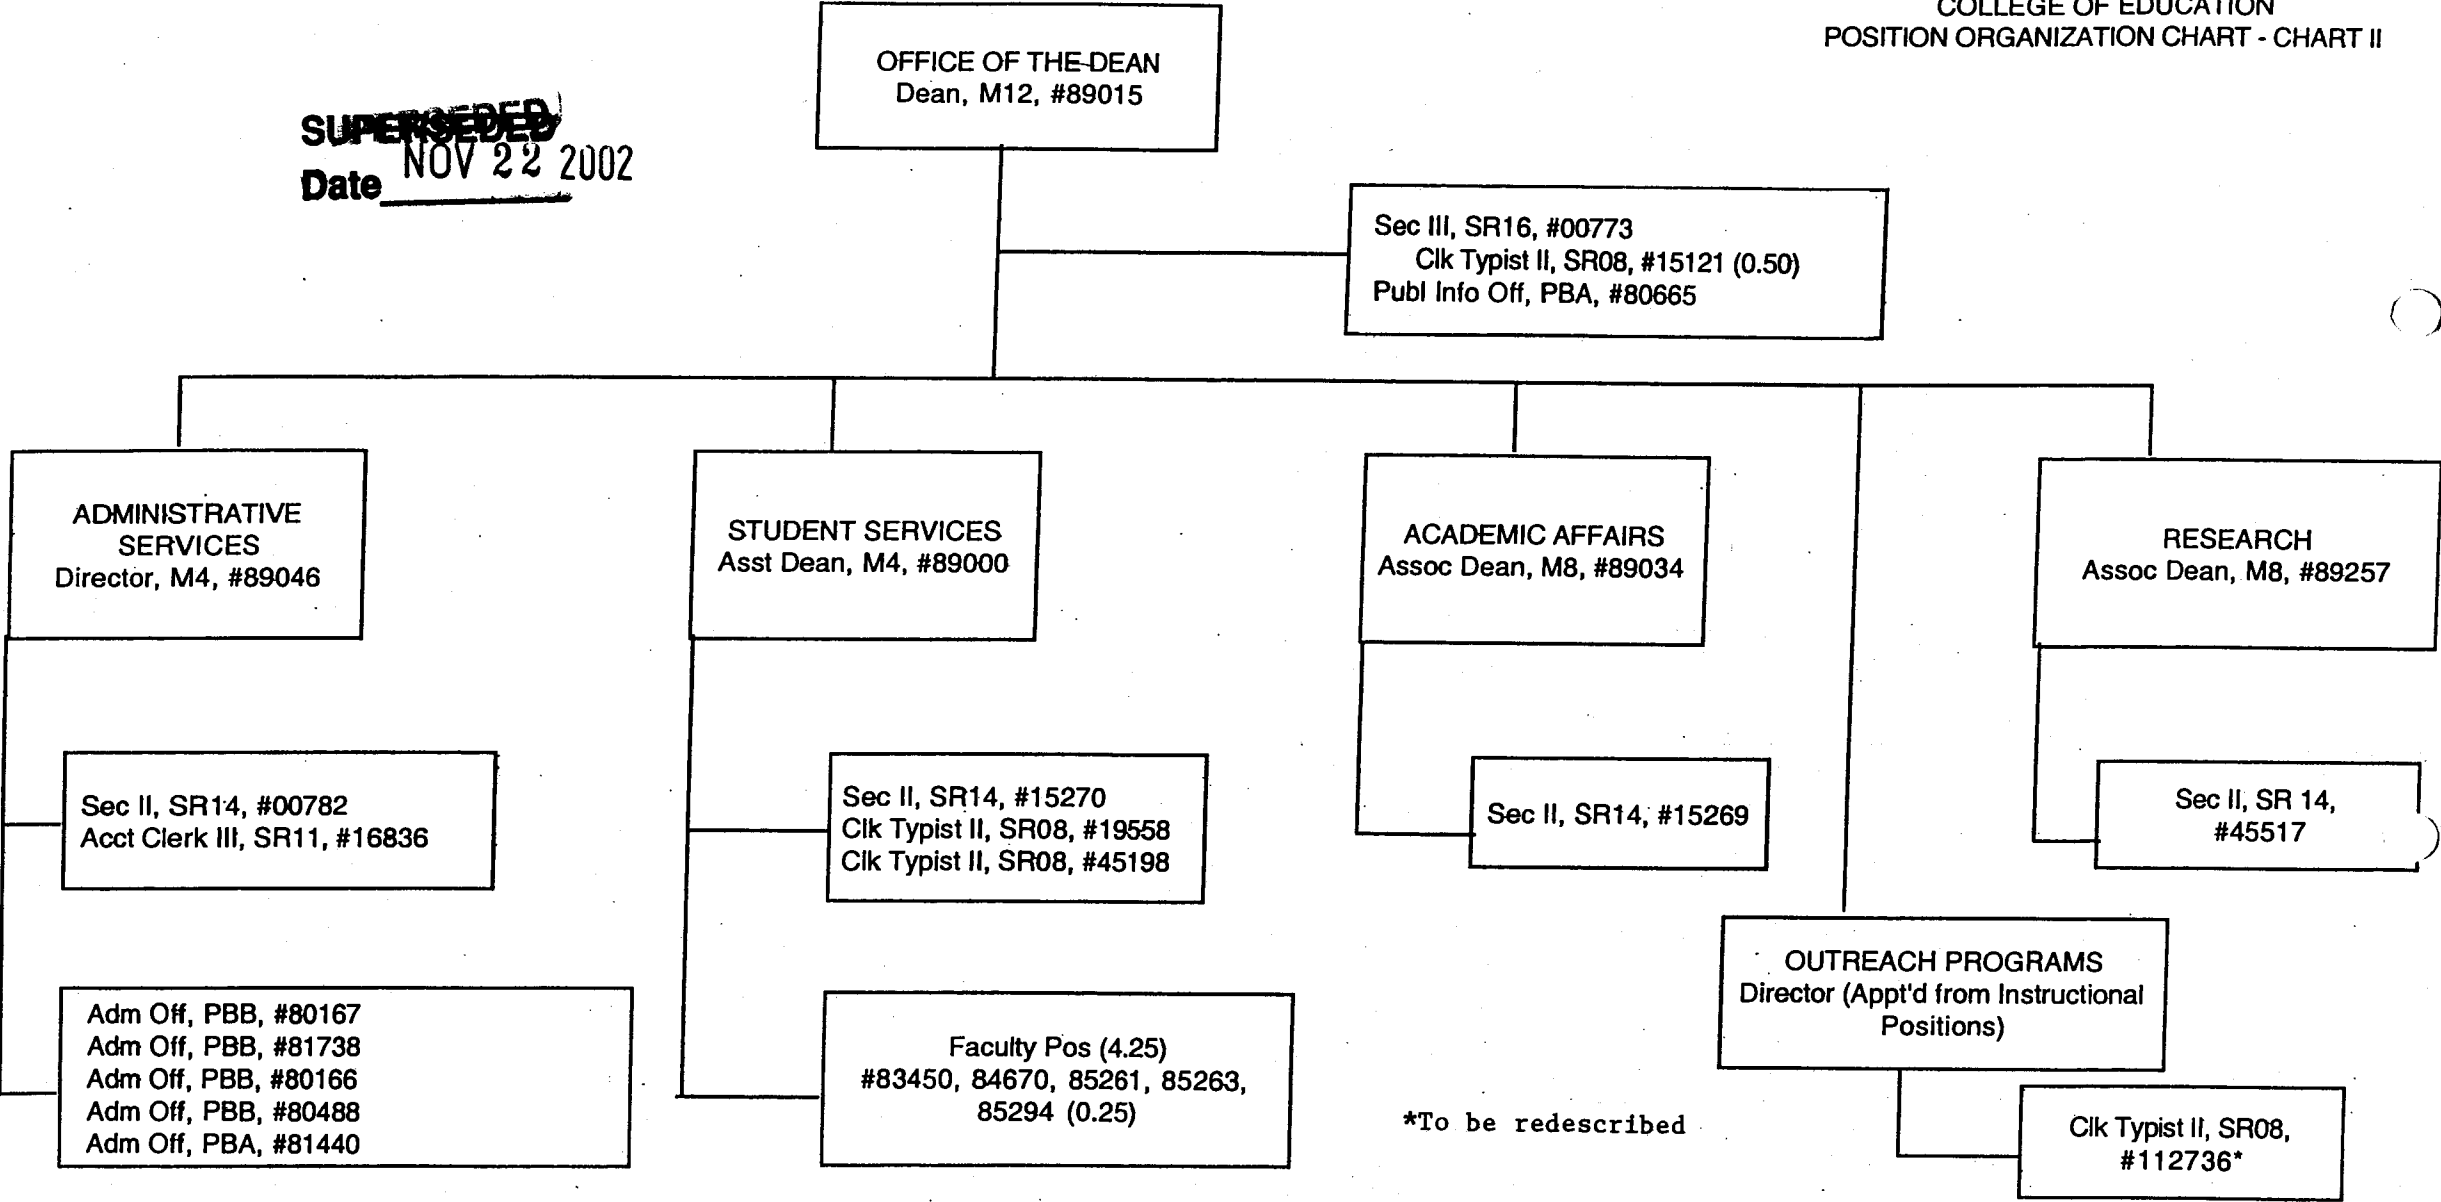 COLLEGE OF EDUCATION
POSITION ORGANIZATION CHART - CHART II
OFFICE OF THE DEAN
Dean, M12, #89015
SUPERSEDED
NOV 22 2002
Date
Sec III, SR16, #00773
Clk Typist II, SR08, #15121 (0.50)
Publ Info Off, PBA, #80665
ADMINISTRATIVE
SERVICES
Director, M4, #89046
STUDENT SERVICES
Asst Dean, M4, #89000
ACADEMIC AFFAIRS
Assoc Dean, M8, #89034
RESEARCH
Assoc Dean, M8, #89257
Sec II, SR14, #00782
Acct Clerk III, SR11, #16836
Sec II, SR14, #15270
Clk Typist II, SR08, #19558
Clk Typist II, SR08, #45198
Sec II, SR14, #15269
Sec II, SR 14,
#45517
Adm Off, PBB, #80167
Adm Off, PBB, #81738
Adm Off, PBB, #80166
Adm Off, PBB, #80488
Adm Off, PBA, #81440
Faculty Pos (4.25)
#83450, 84670, 85261, 85263,
85294 (0.25)
OUTREACH PROGRAMS
Director (Appt'd from Instructional
Positions)
*To be redescribed
Clk Typist II, SR08,
#112736*